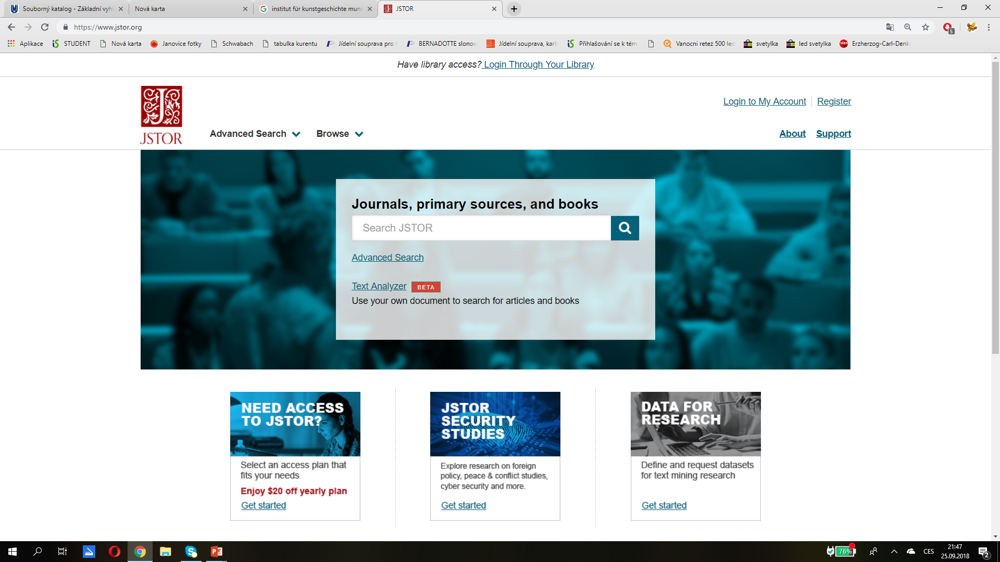 Souborný katalog - Základní vyhl
Nová karta
institut für kunstgeschichte muni
JSTOR
https://www.jstor.org
5
Aplikace
STUDENT
Nová karta
Janovice fotky
Schwabach
tabulka kurentu
Jídelní souprava pro 6
BERNADOTTE slonov
Jídelní souprava, karl
Přihlašování se k tém
Vanocni retez 500 led
svetylka
led svetylka
Erzherzog-Carl-Denk
Have library access? Login Through Your Library
JSTOR
Login to My Account
Register
Advanced Search
Browse
About
Support
Journals, primary sources, and books
Search JSTOR
Advanced Search
Text Analyzer BETA
Use your own document to search for articles and books
NEED ACCESS
TO JSTOR?
Select an access plan that
fits your needs
Enjoy $20 off yearly plan
Get started
JSTOR
SECURITY
STUDIES
Explore research on foreign
policy, peace & conflict studies,
cyber security and more.
Get started
DATA FOR
RESEARCH
Define and request datasets
for text mining research
Get started
76%
CES
21:47
25.09.2018
2